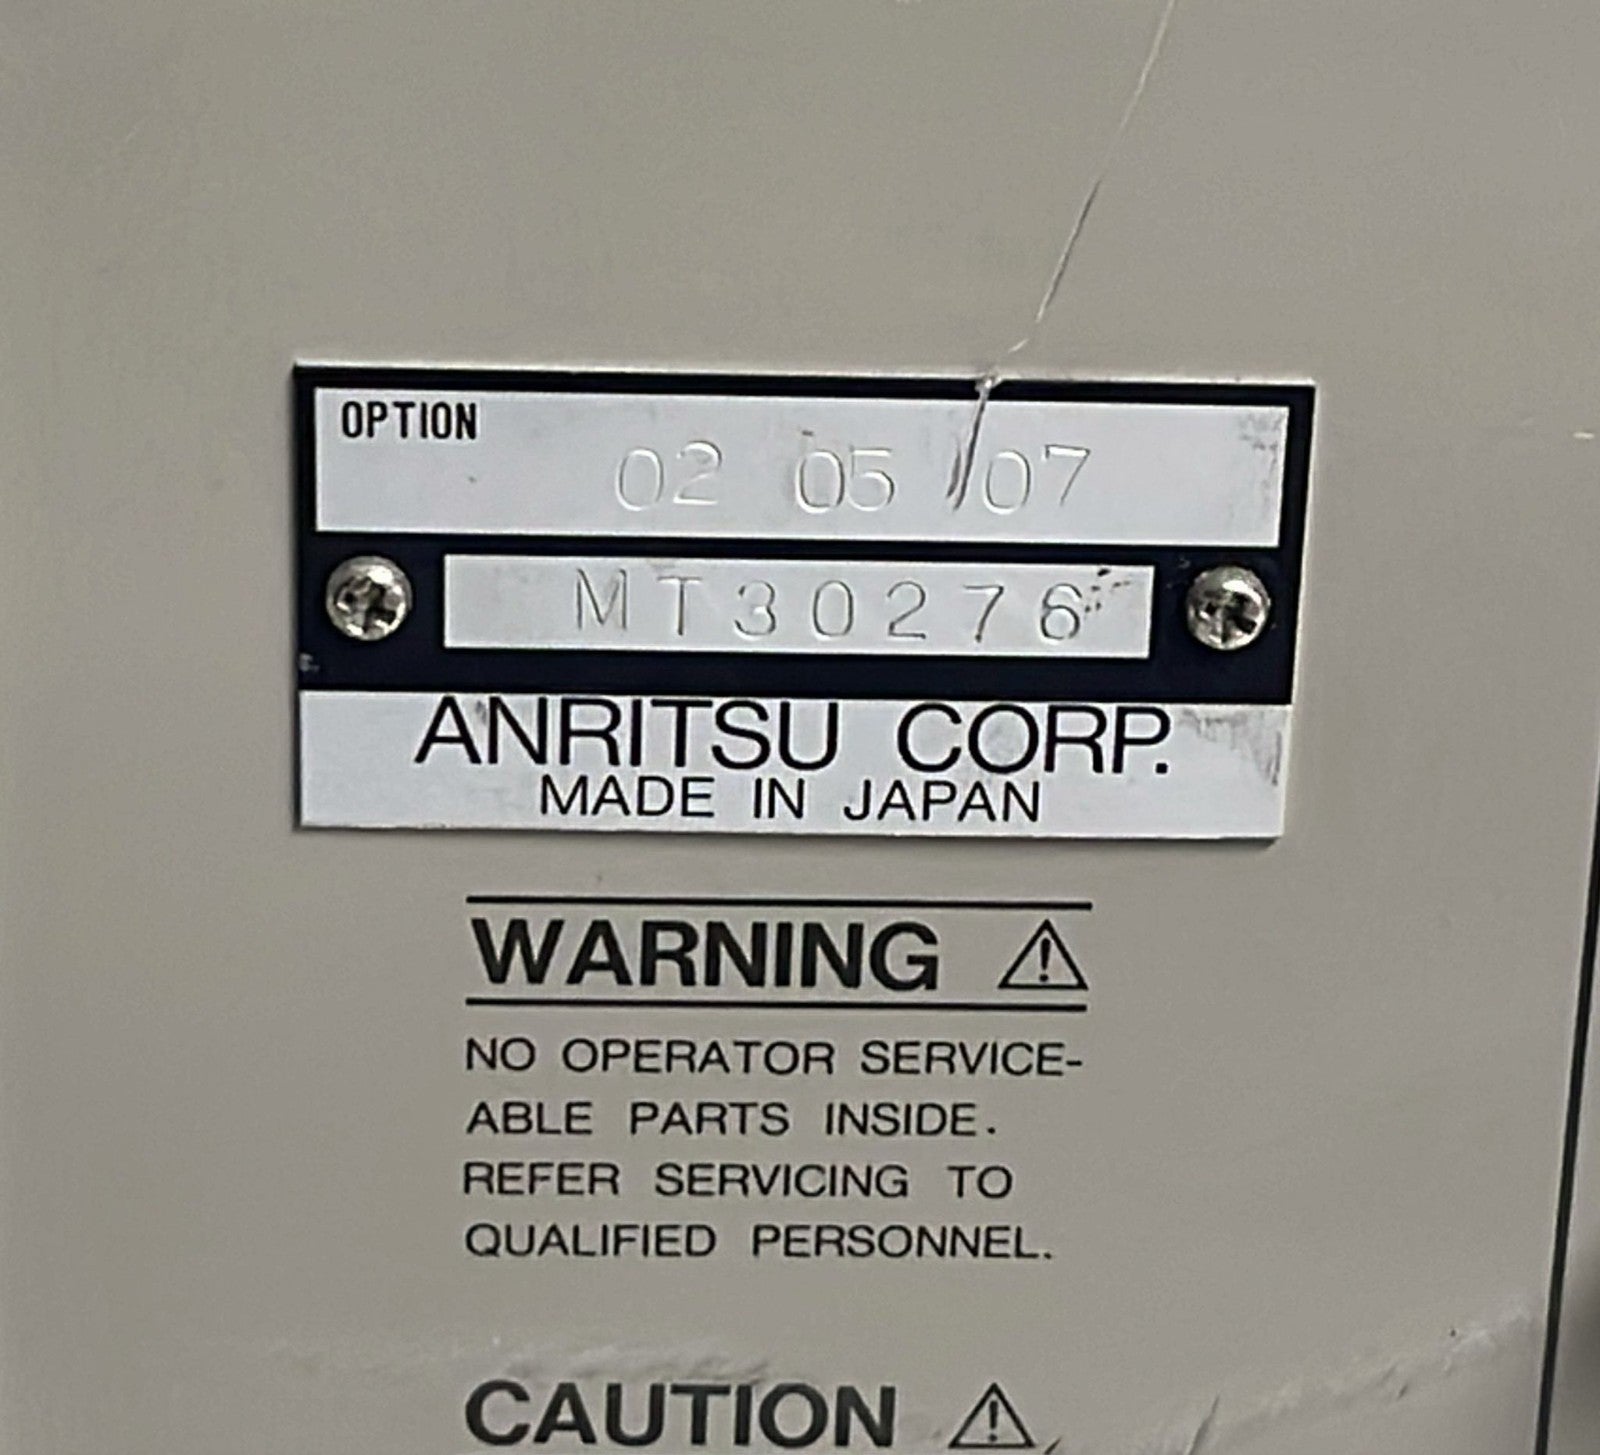 OPTION
02 05 07
MT30276
ANRITSU CORP.
MADE IN JAPAN
WARNING
NO OPERATOR SERVICE-
ABLE PARTS INSIDE.
REFER SERVICING TO
QUALIFIED PERSONNEL.
CAUTION